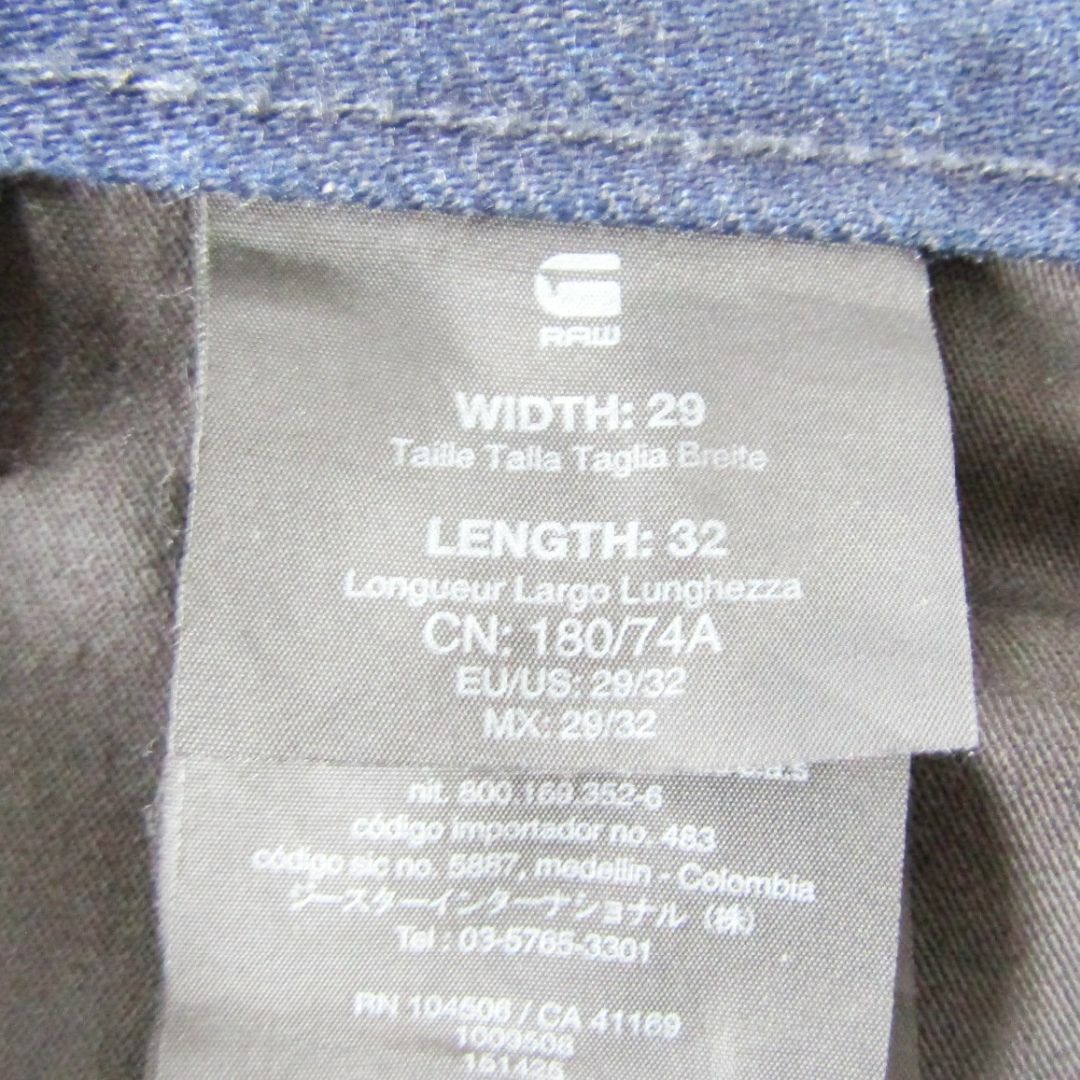 RAW
WIDTH: 29
Taille Talla Taglia Breite
LENGTH: 32
Longueur Largo Lunghezza
CN: 180/74A
EU/US: 29/32
MX: 29/32
nit. 800.169.352-6
código importador no. 483
código sic no. 5887, medellin - Colombia
ジースターインターナショナル (株)
Tel : 03-5765-3301
RN 104506 / CA 41169
1009508